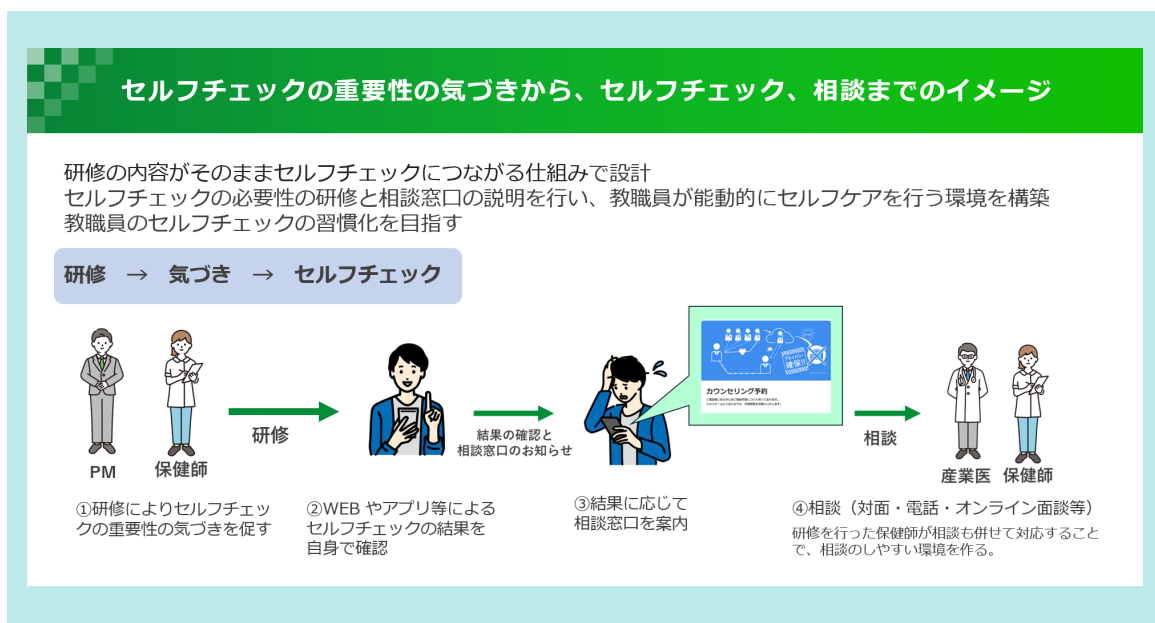 セルフチェックの重要性の気づきから、セルフチェック、相談までのイメージ
研修の内容がそのままセルフチェックにつながる仕組みで設計
セルフチェックの必要性の研修と相談窓口の説明を行い、教職員が能動的にセルフケアを行う環境を構築
教職員のセルフチェックの習慣化を目指す
研修 → 気づき → セルフチェック
PM
保健師
研修
結果の確認と
相談窓口のお知らせ
確保!!
カウンセリング予約
相談
産業医
保健師
①研修によりセルフチェッ
クの重要性の気づきを促す
②WEB やアプリ等による
セルフチェックの結果を
自身で確認
③結果に応じて
相談窓口を案内
④相談（対面・電話・オンライン面談等）
研修を行った保健師が相談も併せて対応すること
で、相談のしやすい環境を作る。